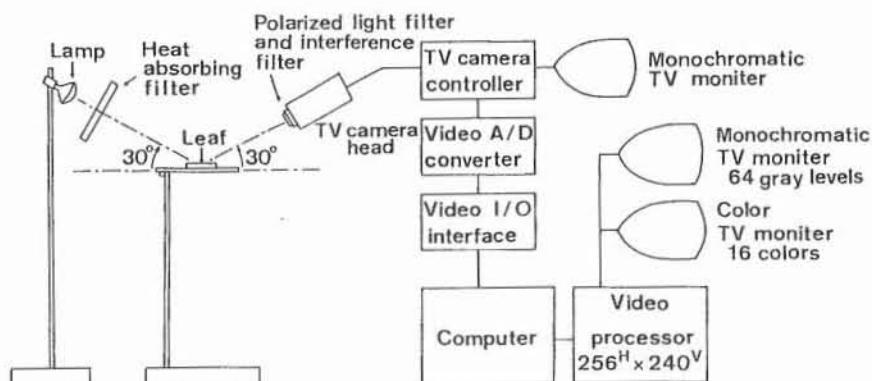 Lamp
Heat
absorbing
filter
Polarized light filter
and interference
filter
TV camera
head
Leaf
30°
30°
TV camera
controller
Monochromatic
TV moniter
Video A/D
converter
Video I/O
interface
Monochromatic
TV moniter
64 gray levels
Color
TV moniter
16 colors
Computer
Video
processor
256ᴴ × 240ⱽ